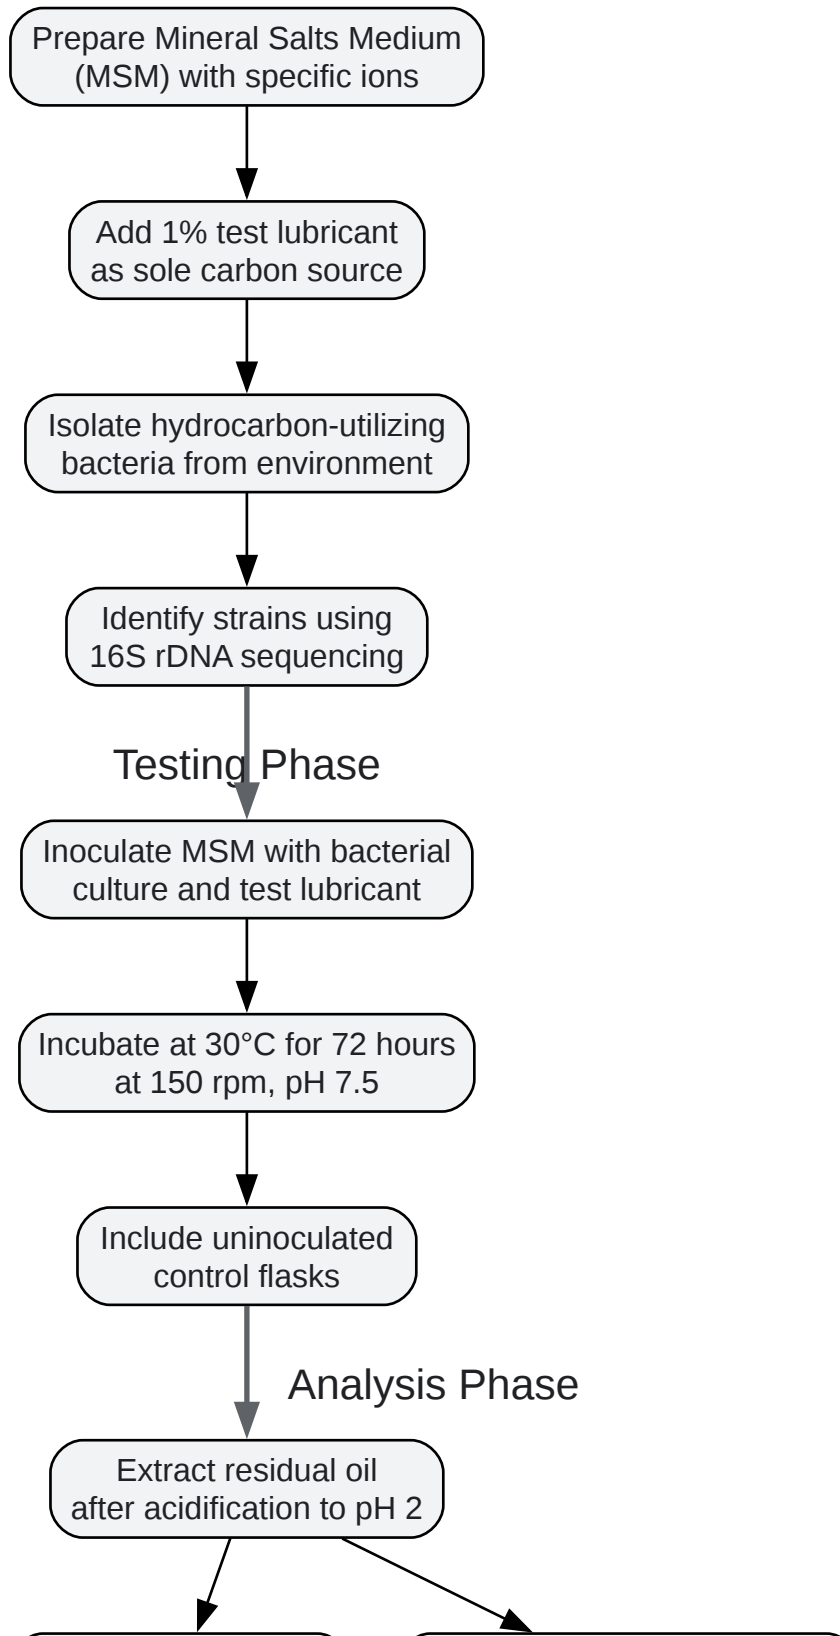 Prepare Mineral Salts Medium
(MSM) with specific ions
Add 1% test lubricant
as sole carbon source
Isolate hydrocarbon-utilizing
bacteria from environment
Identify strains using
16S rDNA sequencing
Testing Phase
Inoculate MSM with bacterial
culture and test lubricant
Incubate at 30°C for 72 hours
at 150 rpm, pH 7.5
Include uninoculated
control flasks
Analysis Phase
Extract residual oil
after acidification to pH 2